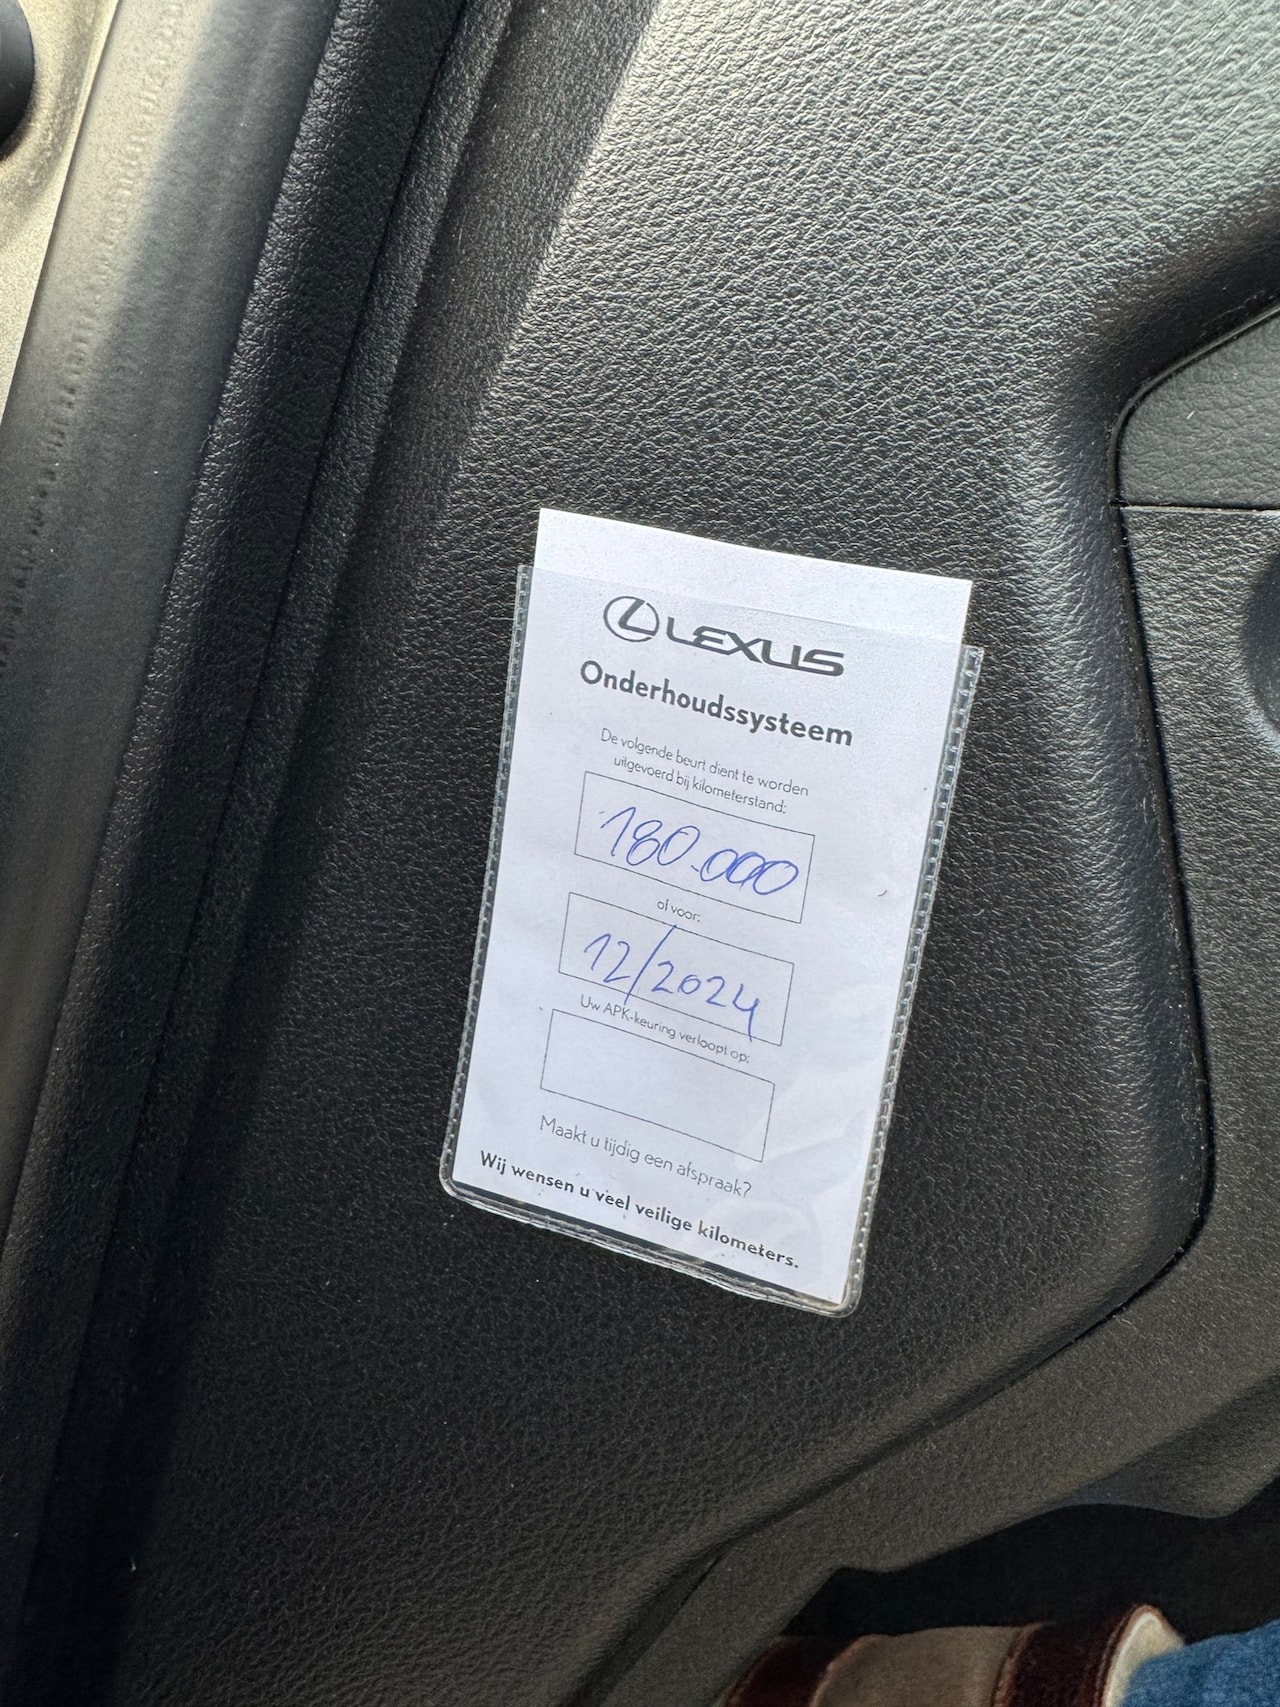 LEXUS
Onderhoudssysteem
De volgende beurt dient te worden
uitgevoerd bij kilometerstand:
180.000
of voor:
12/2024
Uw APK-keuring verloopt op:
Maakt u tijdig een afspraak?
Wij wensen u veel veilige kilometers.